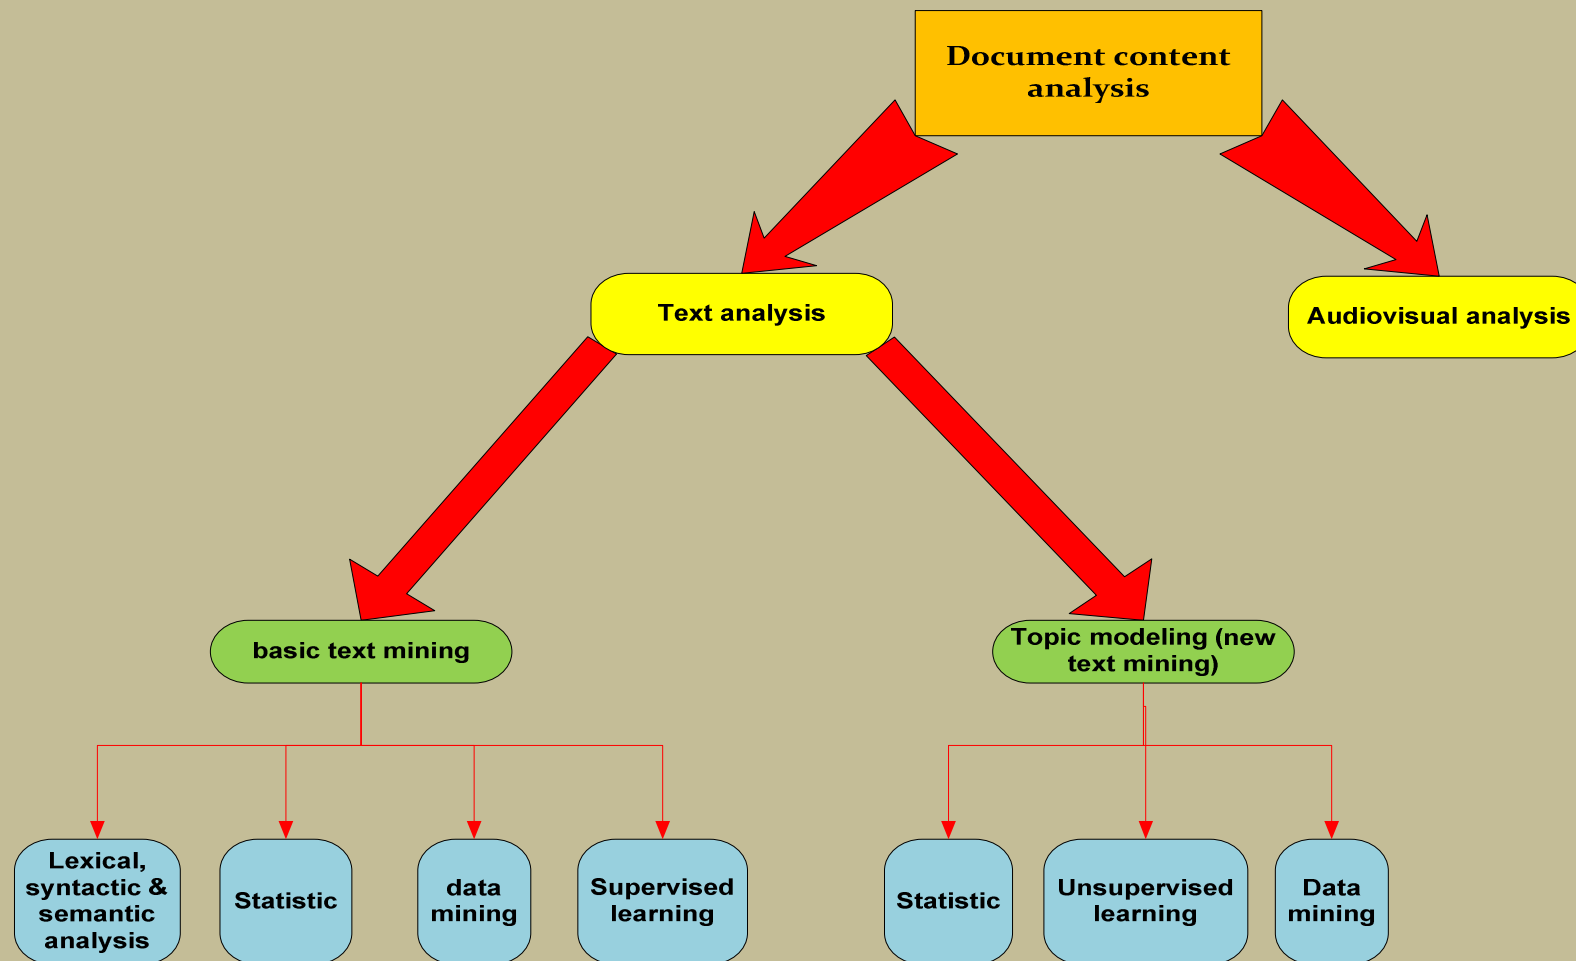 Document content
analysis
Text analysis
Audiovisual analysis
basic text mining
Topic modeling (new
text mining)
Lexical,
syntactic &
semantic
analysis
Statistic
data
mining
Supervised
learning
Statistic
Unsupervised
learning
Data
mining